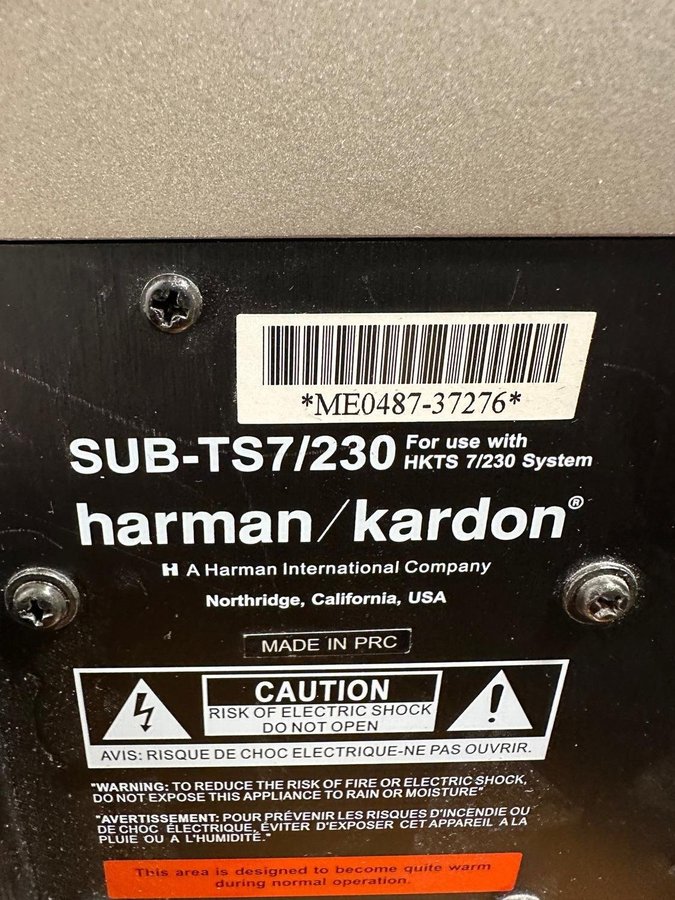 *ME0487-37276*
SUB-TS7/230 For use with
HKTS 7/230 System
harman/kardon®
H A Harman International Company
Northridge, California, USA
MADE IN PRC
CAUTION
RISK OF ELECTRIC SHOCK
DO NOT OPEN
AVIS: RISQUE DE CHOC ELECTRIQUE-NE PAS OUVRIR.
"WARNING: TO REDUCE THE RISK OF FIRE OR ELECTRIC SHOCK,
DO NOT EXPOSE THIS APPLIANCE TO RAIN OR MOISTURE"
"AVERTISSEMENT: POUR PRÉVENIR LES RISQUES D'INCENDIE OU
DE CHOC ÉLECTRIQUE, ÉVITER D'EXPOSER CET APPAREIL A LA
PLUIE OU A L'HUMIDITÉ."
This area is designed to become quite warm
during normal operation.